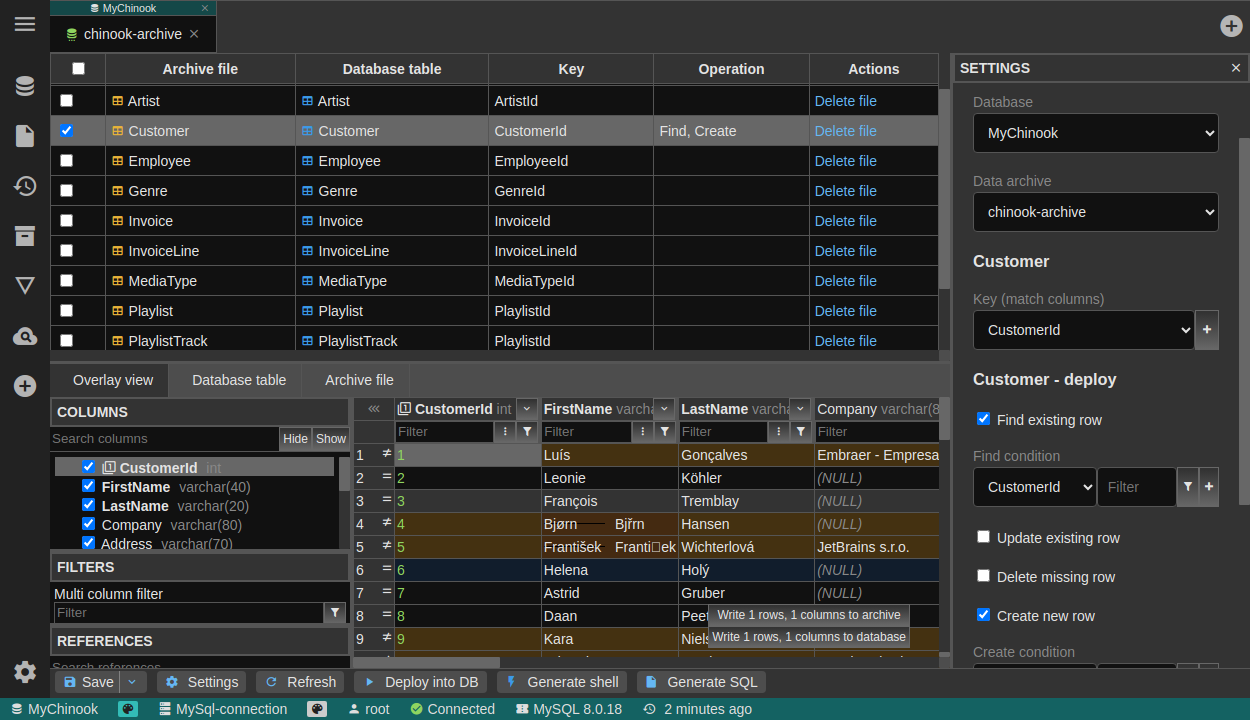 MyChinook ×
chinook-archive ×
Archive file Database table Key Operation Actions
Artist Artist ArtistId Delete file
Customer Customer CustomerId Find, Create Delete file
Employee Employee EmployeeId Delete file
Genre Genre GenreId Delete file
Invoice Invoice InvoiceId Delete file
InvoiceLine InvoiceLine InvoiceLineId Delete file
MediaType MediaType MediaTypeId Delete file
Playlist Playlist PlaylistId Delete file
PlaylistTrack PlaylistTrack PlaylistId Delete file
Overlay view Database table Archive file
COLUMNS
Search columns Hide Show
CustomerId int
FirstName varchar(40)
LastName varchar(20)
Company varchar(80)
Address varchar(70)
FILTERS
Multi column filter
Filter
REFERENCES
Search references
CustomerId int FirstName varcha LastName varcha Company varchar(8
Filter Filter Filter Filter
1 ≠ 1 Luís Gonçalves Embraer - Empresa
2 = 2 Leonie Köhler (NULL)
3 = 3 François Tremblay (NULL)
4 ≠ 4 Bjørn Bjřrn Hansen (NULL)
5 ≠ 5 František Franti▯ek Wichterlová JetBrains s.r.o.
6 = 6 Helena Holý (NULL)
7 = 7 Astrid Gruber (NULL)
8 = 8 Daan Peet
9 ≠ 9 Kara Niels
Write 1 rows, 1 columns to archive
Write 1 rows, 1 columns to database
SETTINGS ×
Database
MyChinook
Data archive
chinook-archive
Customer
Key (match columns)
CustomerId +
Customer - deploy
Find existing row
Find condition
CustomerId Filter +
Update existing row
Delete missing row
Create new row
Create condition
Save Settings Refresh Deploy into DB Generate shell Generate SQL
MyChinook MySql-connection root Connected MySQL 8.0.18 2 minutes ago